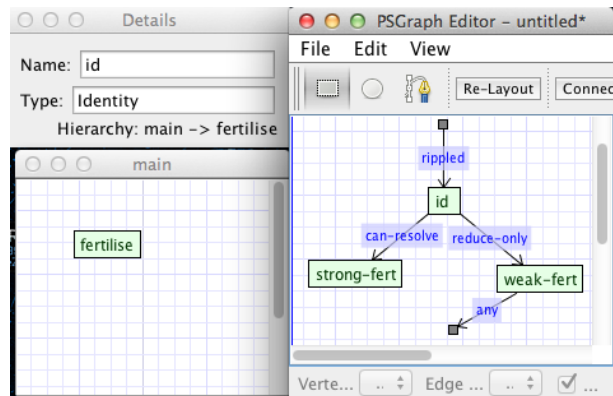 Details
Name: id
Type: Identity
Hierarchy: main -> fertilise
main
fertilise
PSGraph Editor - untitled*
File Edit View
Re-Layout Connec
rippled
id
can-resolve reduce-only
strong-fert weak-fert
any
Verte... .. Edge ... .. ...